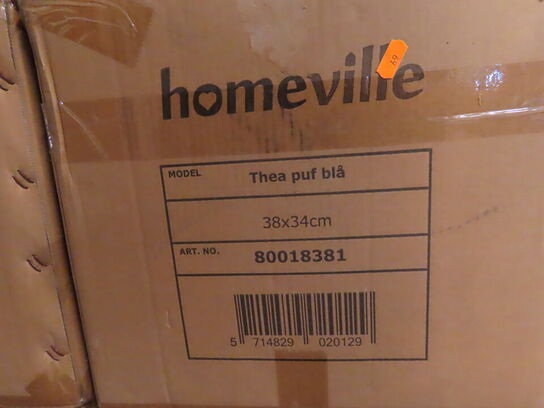 homeville
MODEL Thea puf blå
38x34cm
ART. NO. 80018381
5 714829 020129